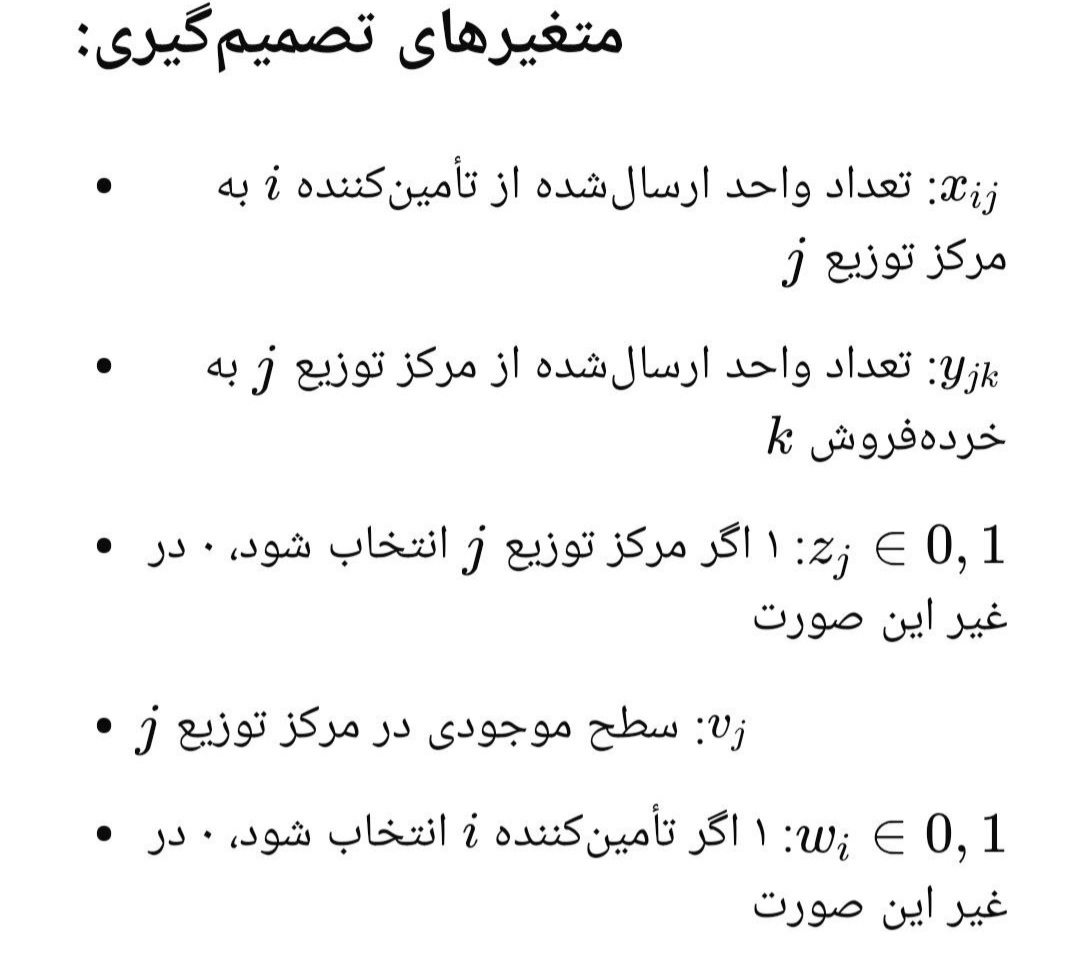 متغیرهای تصمیم‌گیری:
• x_{ij}: تعداد واحد ارسال‌شده از تأمین‌کننده i به
مرکز توزیع j
• y_{jk}: تعداد واحد ارسال‌شده از مرکز توزیع j به
خرده‌فروش k
• z_j ∈ 0, 1: ۱ اگر مرکز توزیع j انتخاب شود، ۰ در
غیر این صورت
• v_j: سطح موجودی در مرکز توزیع j
• w_i ∈ 0, 1: ۱ اگر تأمین‌کننده i انتخاب شود، ۰ در
غیر این صورت